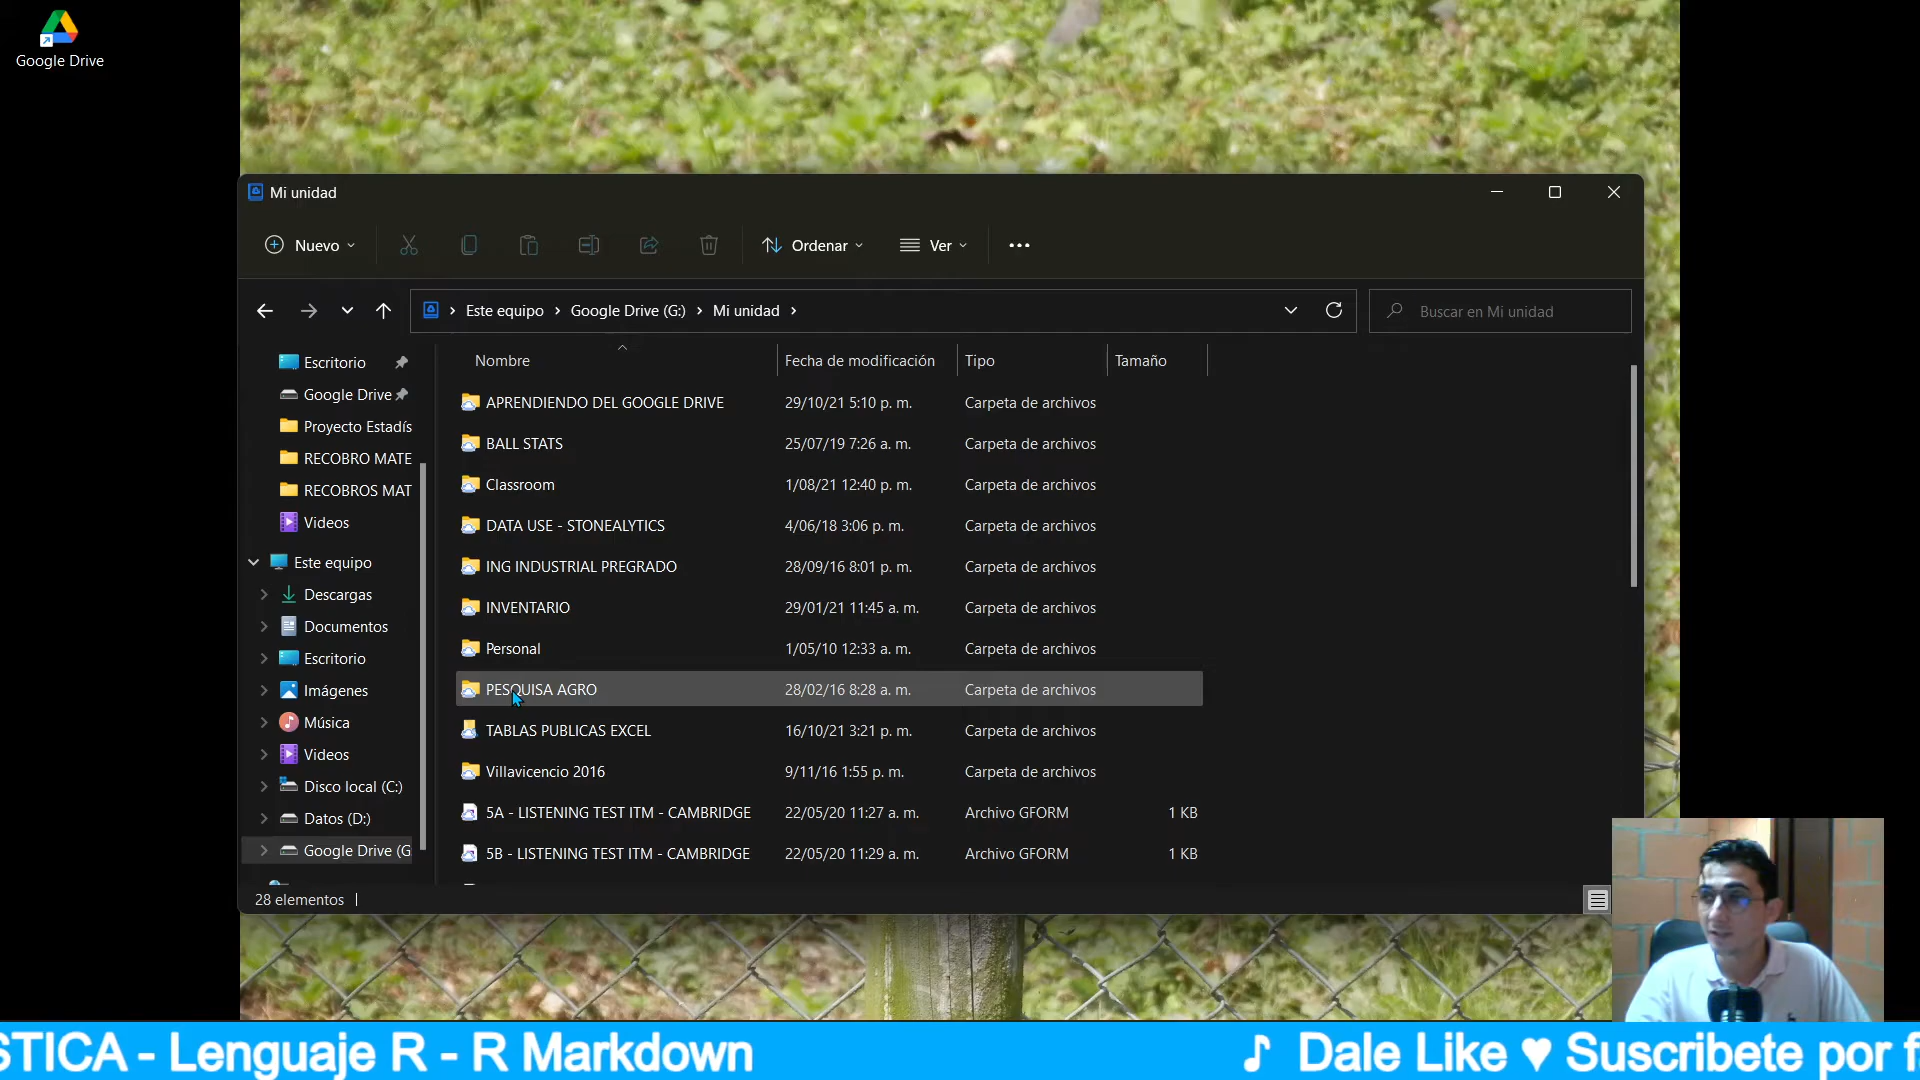 Google Drive
Mi unidad
Nuevo
Ordenar
Ver
Este equipo
Google Drive (G:)
Mi unidad
Buscar en Mi unidad
Nombre
Fecha de modificación
Tipo
Tamaño
Escritorio
Google Drive
Proyecto Estadís
RECOBRO MATE
RECOBROS MAT
Videos
Este equipo
Descargas
Documentos
Escritorio
Imágenes
Música
Videos
Disco local (C:)
Datos (D:)
Google Drive (G
APRENDIENDO DEL GOOGLE DRIVE 29/10/21 5:10 p. m. Carpeta de archivos
BALL STATS 25/07/19 7:26 a. m. Carpeta de archivos
Classroom 1/08/21 12:40 p. m. Carpeta de archivos
DATA USE - STONEALYTICS 4/06/18 3:06 p. m. Carpeta de archivos
ING INDUSTRIAL PREGRADO 28/09/16 8:01 p. m. Carpeta de archivos
INVENTARIO 29/01/21 11:45 a. m. Carpeta de archivos
Personal 1/05/10 12:33 a. m. Carpeta de archivos
PESQUISA AGRO 28/02/16 8:28 a. m. Carpeta de archivos
TABLAS PUBLICAS EXCEL 16/10/21 3:21 p. m. Carpeta de archivos
Villavicencio 2016 9/11/16 1:55 p. m. Carpeta de archivos
5A - LISTENING TEST ITM - CAMBRIDGE 22/05/20 11:27 a. m. Archivo GFORM 1 KB
5B - LISTENING TEST ITM - CAMBRIDGE 22/05/20 11:29 a. m. Archivo GFORM 1 KB
28 elementos
STICA - Lenguaje R - R Markdown ♪ Dale Like ♥ Suscribete por f